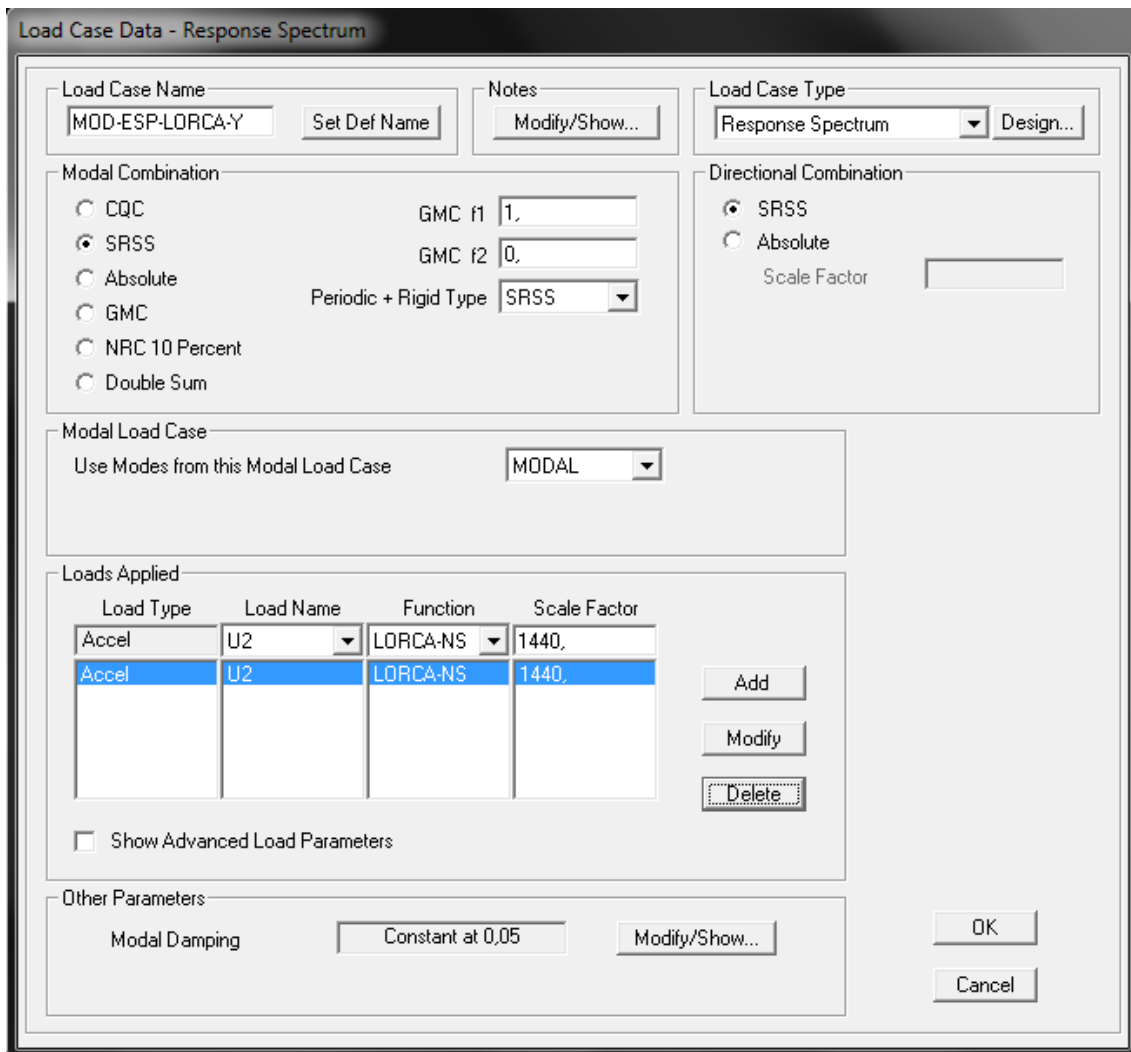 Load Case Data - Response Spectrum
Load Case Name
MOD-ESP-LORCA-Y
Set Def Name
Notes
Modify/Show...
Load Case Type
Response Spectrum
Design...
Modal Combination
CQC
SRSS
Absolute
GMC
NRC 10 Percent
Double Sum
GMC f1
1,
GMC f2
0,
Periodic + Rigid Type
SRSS
Directional Combination
SRSS
Absolute
Scale Factor
Modal Load Case
Use Modes from this Modal Load Case
MODAL
Loads Applied
Load Type Load Name Function Scale Factor
Accel U2 LORCA-NS 1440,
Accel U2 LORCA-NS 1440,
Add
Modify
Delete
Show Advanced Load Parameters
Other Parameters
Modal Damping
Constant at 0,05
Modify/Show...
OK
Cancel